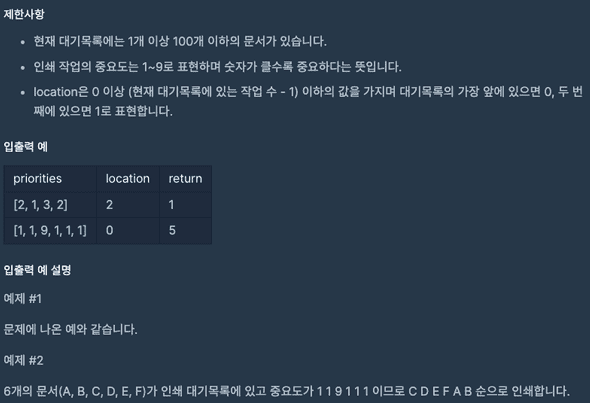 제한사항
• 현재 대기목록에는 1개 이상 100개 이하의 문서가 있습니다.
• 인쇄 작업의 중요도는 1~9로 표현하며 숫자가 클수록 중요하다는 뜻입니다.
• location은 0 이상 (현재 대기목록에 있는 작업 수 - 1) 이하의 값을 가지며 대기목록의 가장 앞에 있으면 0, 두 번
째에 있으면 1로 표현합니다.
입출력 예
priorities location return
[2, 1, 3, 2] 2 1
[1, 1, 9, 1, 1, 1] 0 5
입출력 예 설명
예제 #1
문제에 나온 예와 같습니다.
예제 #2
6개의 문서(A, B, C, D, E, F)가 인쇄 대기목록에 있고 중요도가 1 1 9 1 1 1 이므로 C D E F A B 순으로 인쇄합니다.